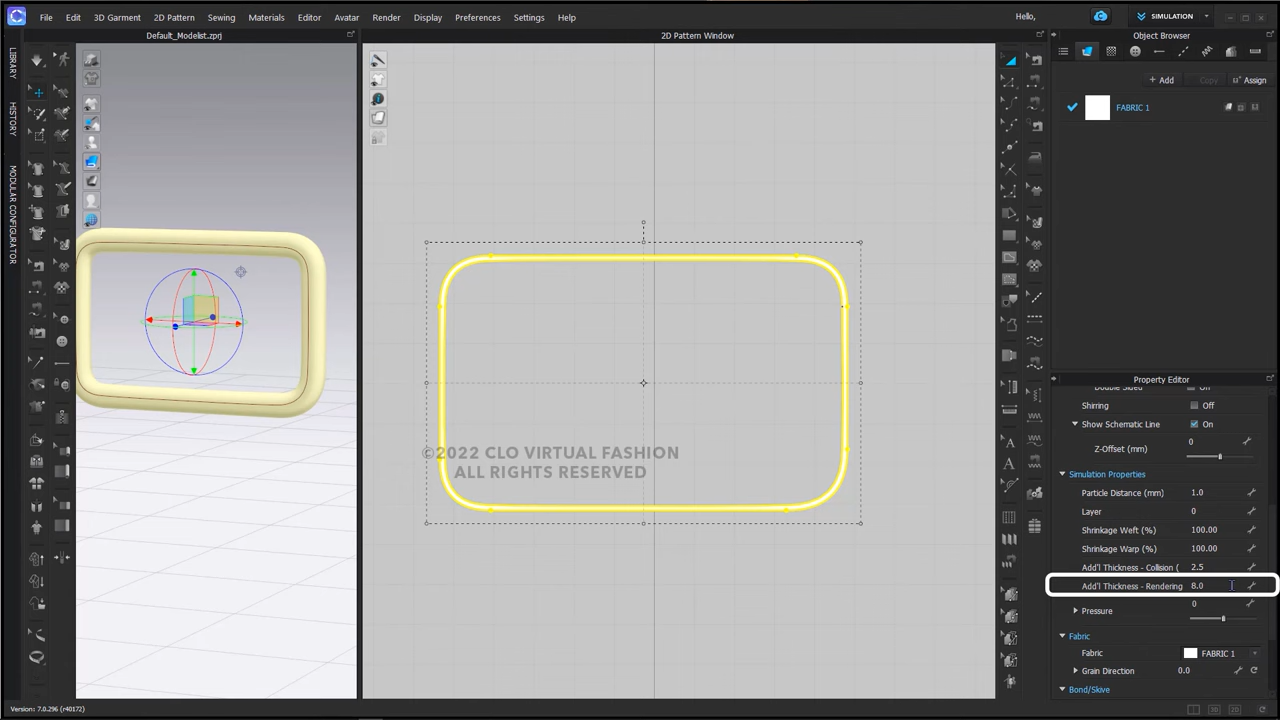 File Edit 3D Garment 2D Pattern Sewing Materials Editor Avatar Render Display Preferences Settings Help
Hello,
SIMULATION
Default_Modelist.zprj
2D Pattern Window
Object Browser
LIBRARY
HISTORY
MODULAR CONFIGURATOR
+ Add
Copy
Assign
FABRIC 1
Property Editor
Double Sided On
Shirring Off
Show Schematic Line On
Z-Offset (mm) 0
Simulation Properties
Particle Distance (mm) 1.0
Layer 0
Shrinkage Weft (%) 100.00
Shrinkage Warp (%) 100.00
Add'l Thickness - Collision ( 2.5
Add'l Thickness - Rendering 8.0
Pressure 0
Fabric
Fabric FABRIC 1
Grain Direction 0.0
Bond/Skive
©2022 CLO VIRTUAL FASHION
ALL RIGHTS RESERVED
Version: 7.0.296 (r40172)
3D
2D